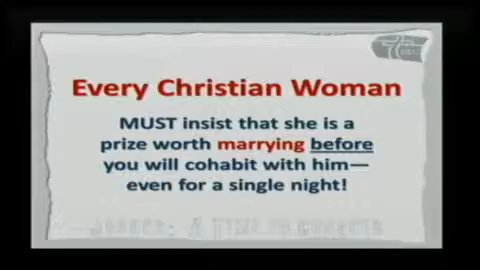 Every Christian Woman
MUST insist that she is a
prize worth marrying before
you will cohabit with him—
even for a single night!